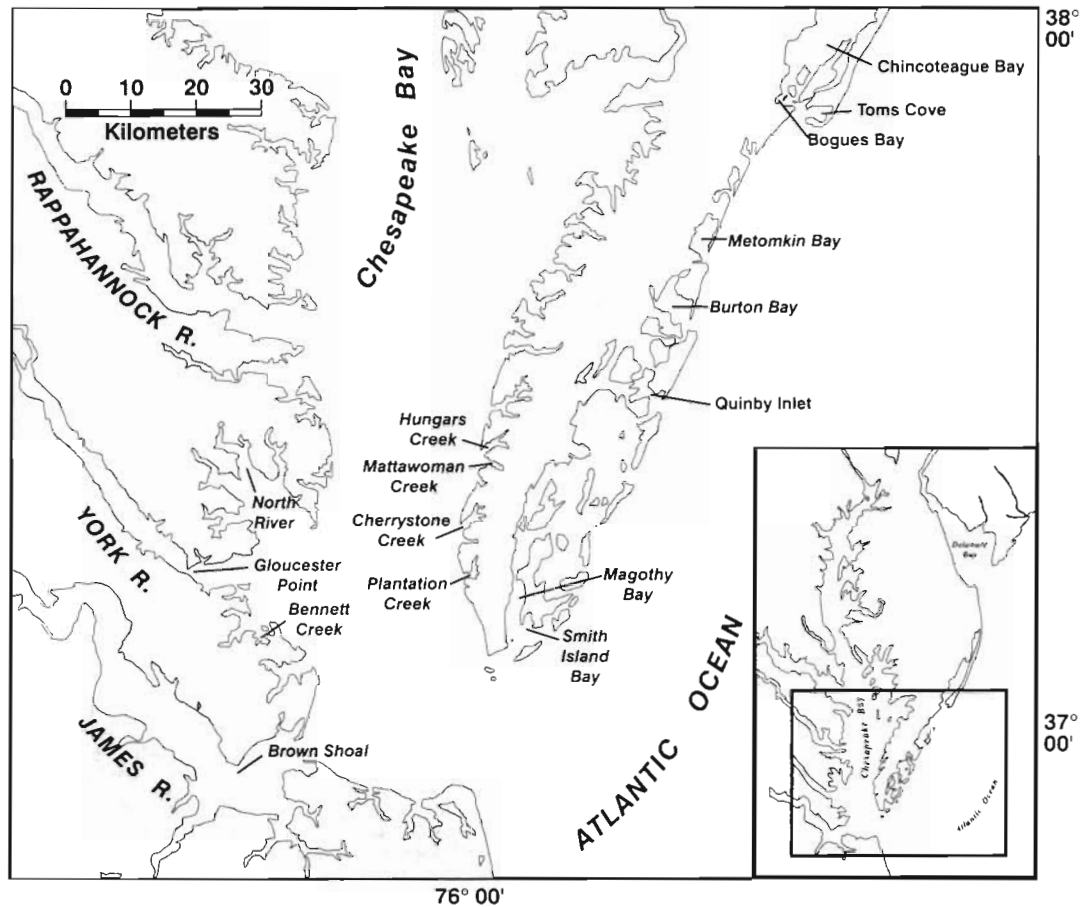 38°
00'
Chincoteague Bay
Toms Cove
Bogues Bay
0 10 20 30
Kilometers
Chesapeake Bay
RAPPAHANNOCK R.
Metomkin Bay
Burton Bay
Quinby Inlet
Hungars
Creek
Mattawoman
Creek
North
River
Cherrystone
Creek
YORK R.
Gloucester
Point
Plantation
Creek
Magothy
Bay
Bennett
Creek
Smith
Island
Bay
ATLANTIC OCEAN
JAMES R.
Brown Shoal
Delaware
Bay
Chesapeake Bay
Atlantic Ocean
37°
00'
76° 00'